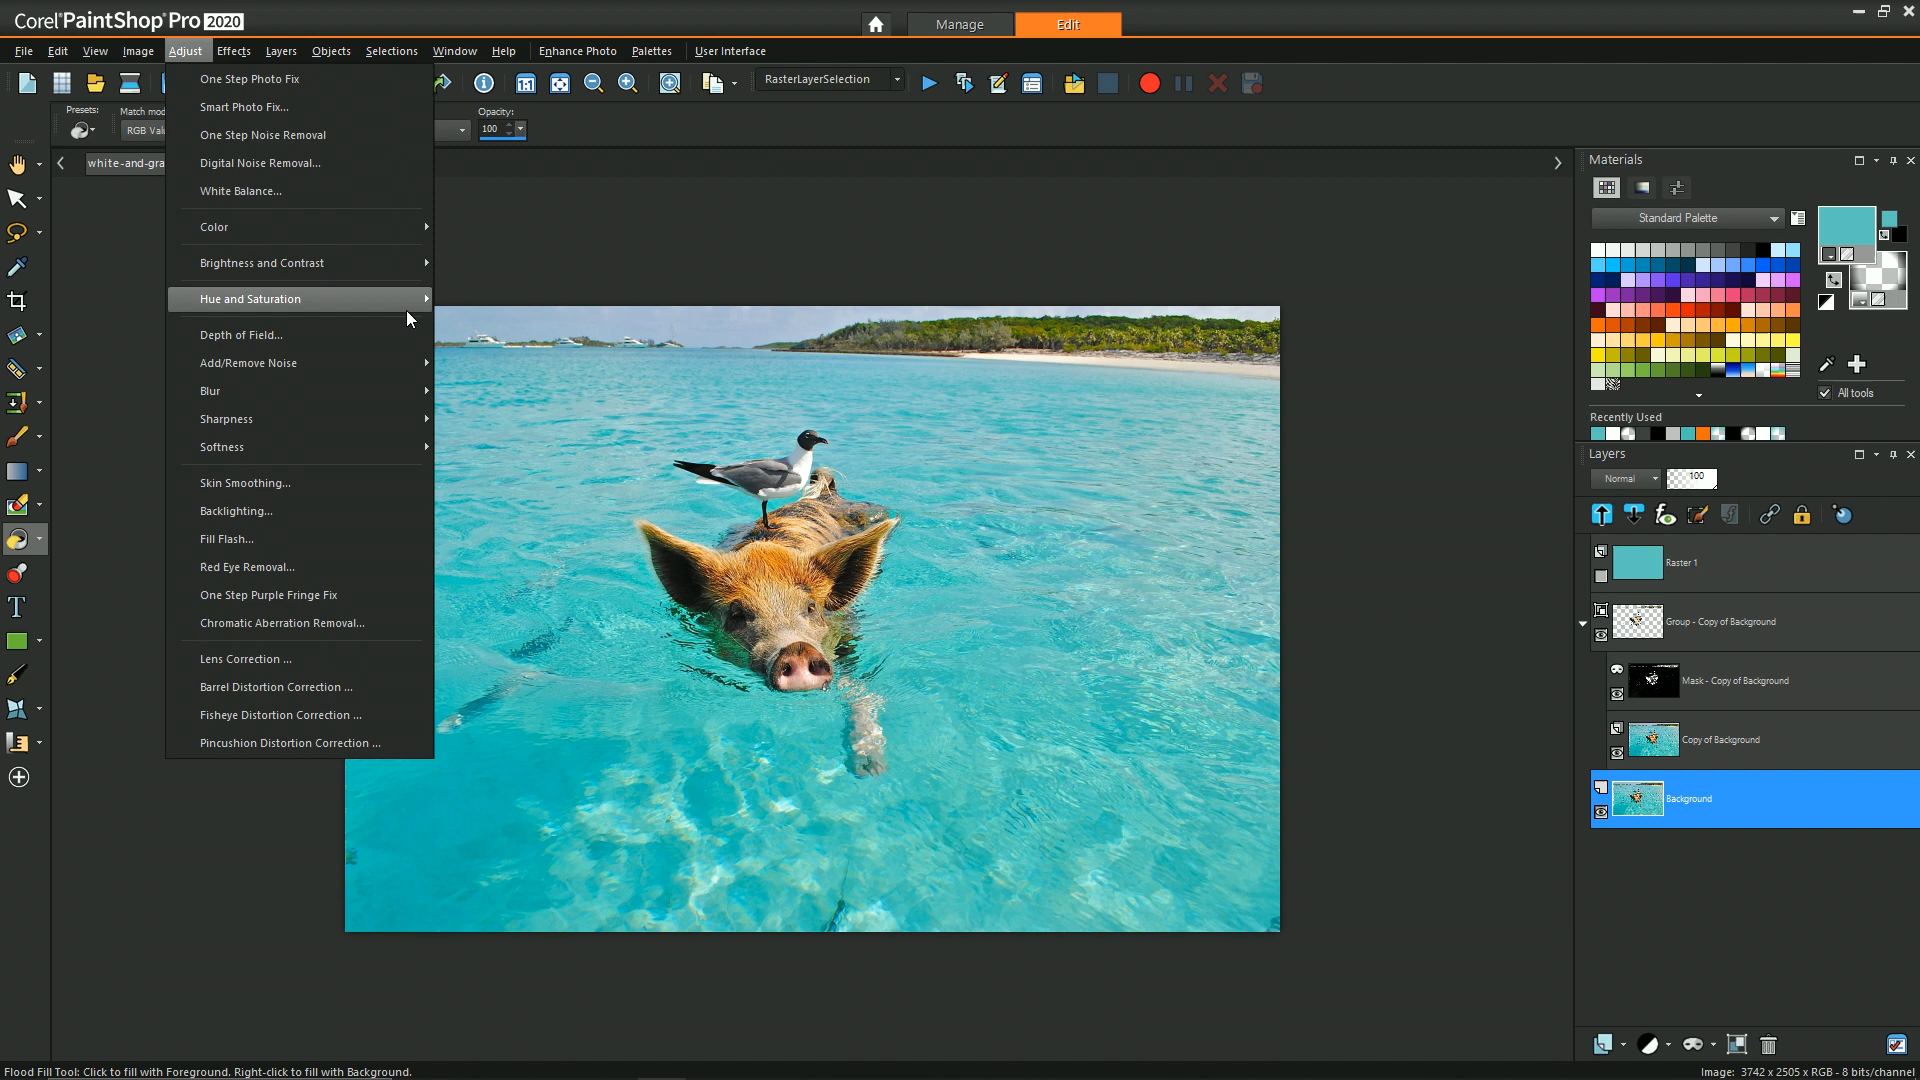 Corel PaintShop Pro 2020
Manage
Edit
File Edit View Image Adjust Effects Layers Objects Selections Window Help Enhance Photo Palettes User Interface
RasterLayerSelection
Presets:
Match mod
RGB Valu
Opacity:
100
white-and-gra
One Step Photo Fix
Smart Photo Fix...
One Step Noise Removal
Digital Noise Removal...
White Balance...
Color
Brightness and Contrast
Hue and Saturation
Depth of Field...
Add/Remove Noise
Blur
Sharpness
Softness
Skin Smoothing...
Backlighting...
Fill Flash...
Red Eye Removal...
One Step Purple Fringe Fix
Chromatic Aberration Removal...
Lens Correction ...
Barrel Distortion Correction ...
Fisheye Distortion Correction ...
Pincushion Distortion Correction ...
Materials
Standard Palette
All tools
Recently Used
Layers
Normal
100
Raster 1
Group - Copy of Background
Mask - Copy of Background
Copy of Background
Background
Flood Fill Tool: Click to fill with Foreground. Right-click to fill with Background.
Image: 3742 x 2505 x RGB - 8 bits/channel